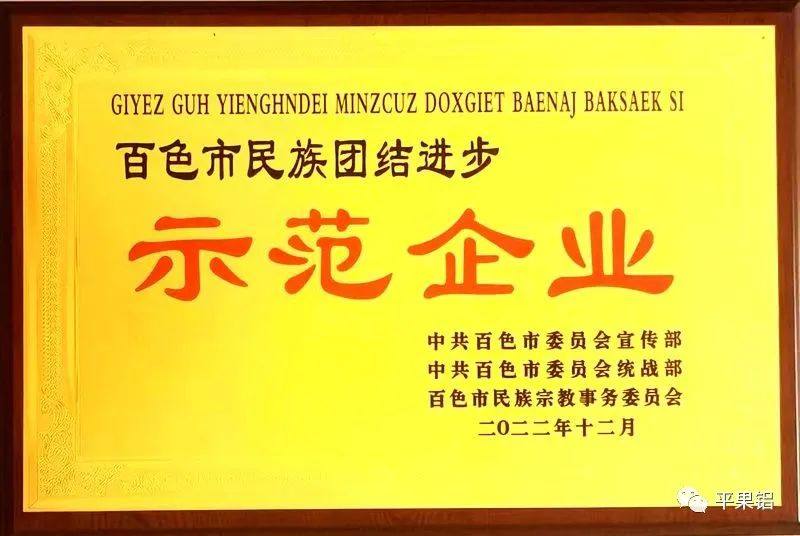 GIYEZ GUH YIENGHNDEI MINZCUZ DOXGIET BAENAJ BAKSAEK SI
百色市民族团结进步
示范企业
中共百色市委员会宣传部
中共百色市委员会统战部
百色市民族宗教事务委员会
二〇二二年十二月
平果铝